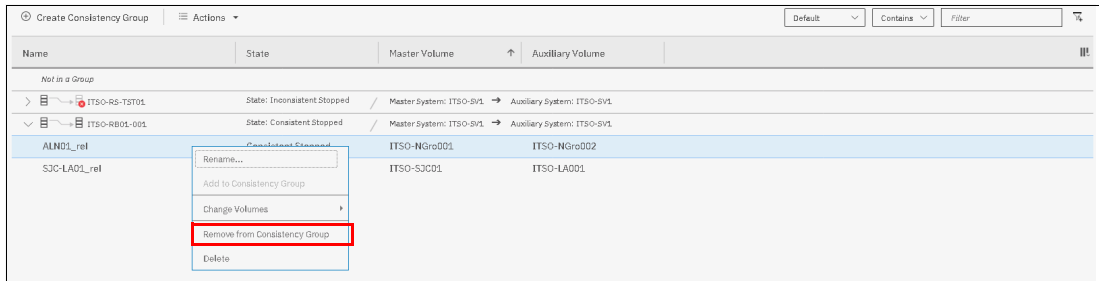 Create Consistency Group Actions Default Contains Filter
Name State Master Volume Auxiliary Volume
Not in a Group
ITSO-RS-TST01 State: Inconsistent Stopped Master System: ITSO-SV1 → Auxiliary System: ITSO-SV1
ITSO-RB01-001 State: Consistent Stopped Master System: ITSO-SV1 → Auxiliary System: ITSO-SV1
ALN01_rel Consistent Stopped ITSO-NGro001 ITSO-NGro002
SJC-LA01_rel ITSO-SJC01 ITSO-LA001
Rename...
Add to Consistency Group
Change Volumes
Remove from Consistency Group
Delete